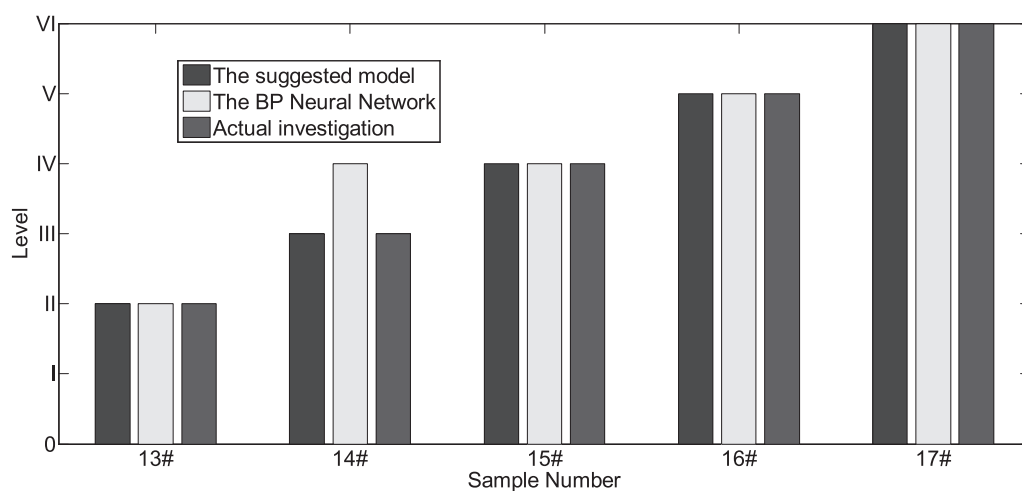 VI
V
IV
III
II
I
0
Level
The suggested model
The BP Neural Network
Actual investigation
13# 14# 15# 16# 17#
Sample Number